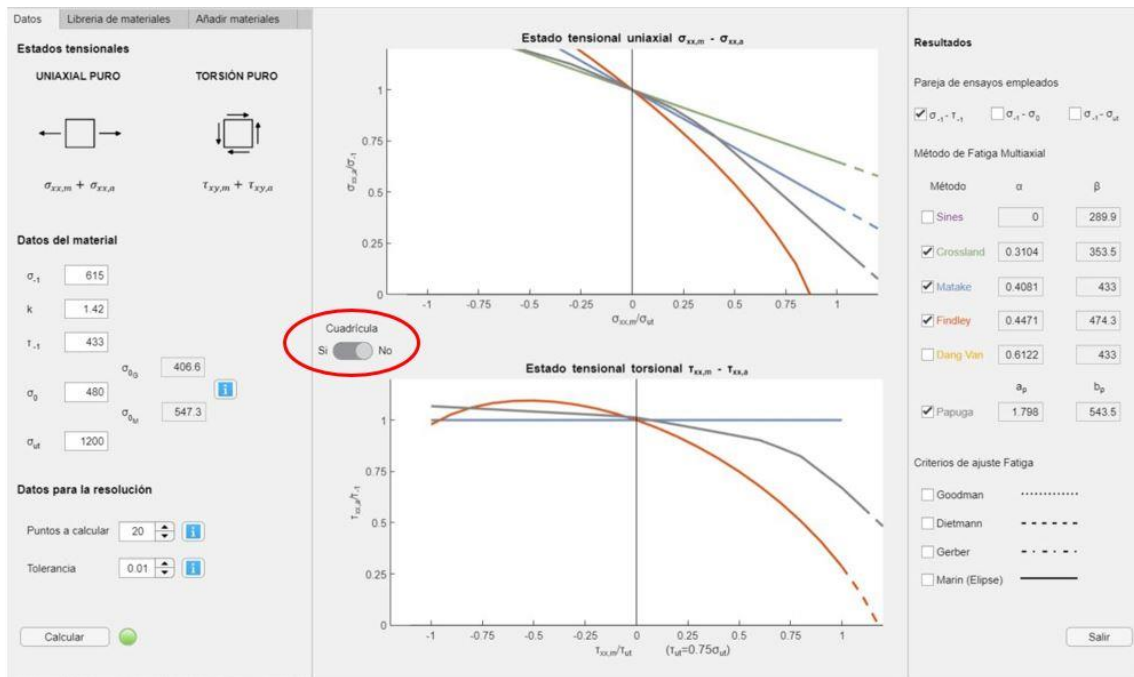 Datos Libreria de materiales Añadir materiales
Estados tensionales
UNIAXIAL PURO TORSIÓN PURO
σxx,m + σxx,a τxy,m + τxy,a
Datos del material
σ-1 615
k 1.42
τ-1 433
σ0G 406.6
σ0 480
σ0M 547.3
σut 1200
Datos para la resolución
Puntos a calcular 20
Tolerancia 0.01
Calcular
Estado tensional uniaxial σxx,m - σxx,a
σxx,a/σ-1
1
0.75
0.5
0.25
0
-1 -0.75 -0.5 -0.25 0 0.25 0.5 0.75 1
σxx,m/σut
Cuadrícula
Si No
Estado tensional torsional τxx,m - τxx,a
τxx,a/τ-1
1
0.75
0.5
0.25
0
-1 -0.75 -0.5 -0.25 0 0.25 0.5 0.75 1
τxx,m/τut (τut=0.75σut)
Resultados
Pareja de ensayos empleados
σ-1 - τ-1 σ-1 - σ0 σ-1 - σut
Método de Fatiga Multiaxial
Método α β
Sines 0 289.9
Crossland 0.3104 353.5
Matake 0.4081 433
Findley 0.4471 474.3
Dang Van 0.6122 433
ap bp
Papuga 1.798 543.5
Criterios de ajuste Fatiga
Goodman
Dietmann
Gerber
Marin (Elipse)
Salir